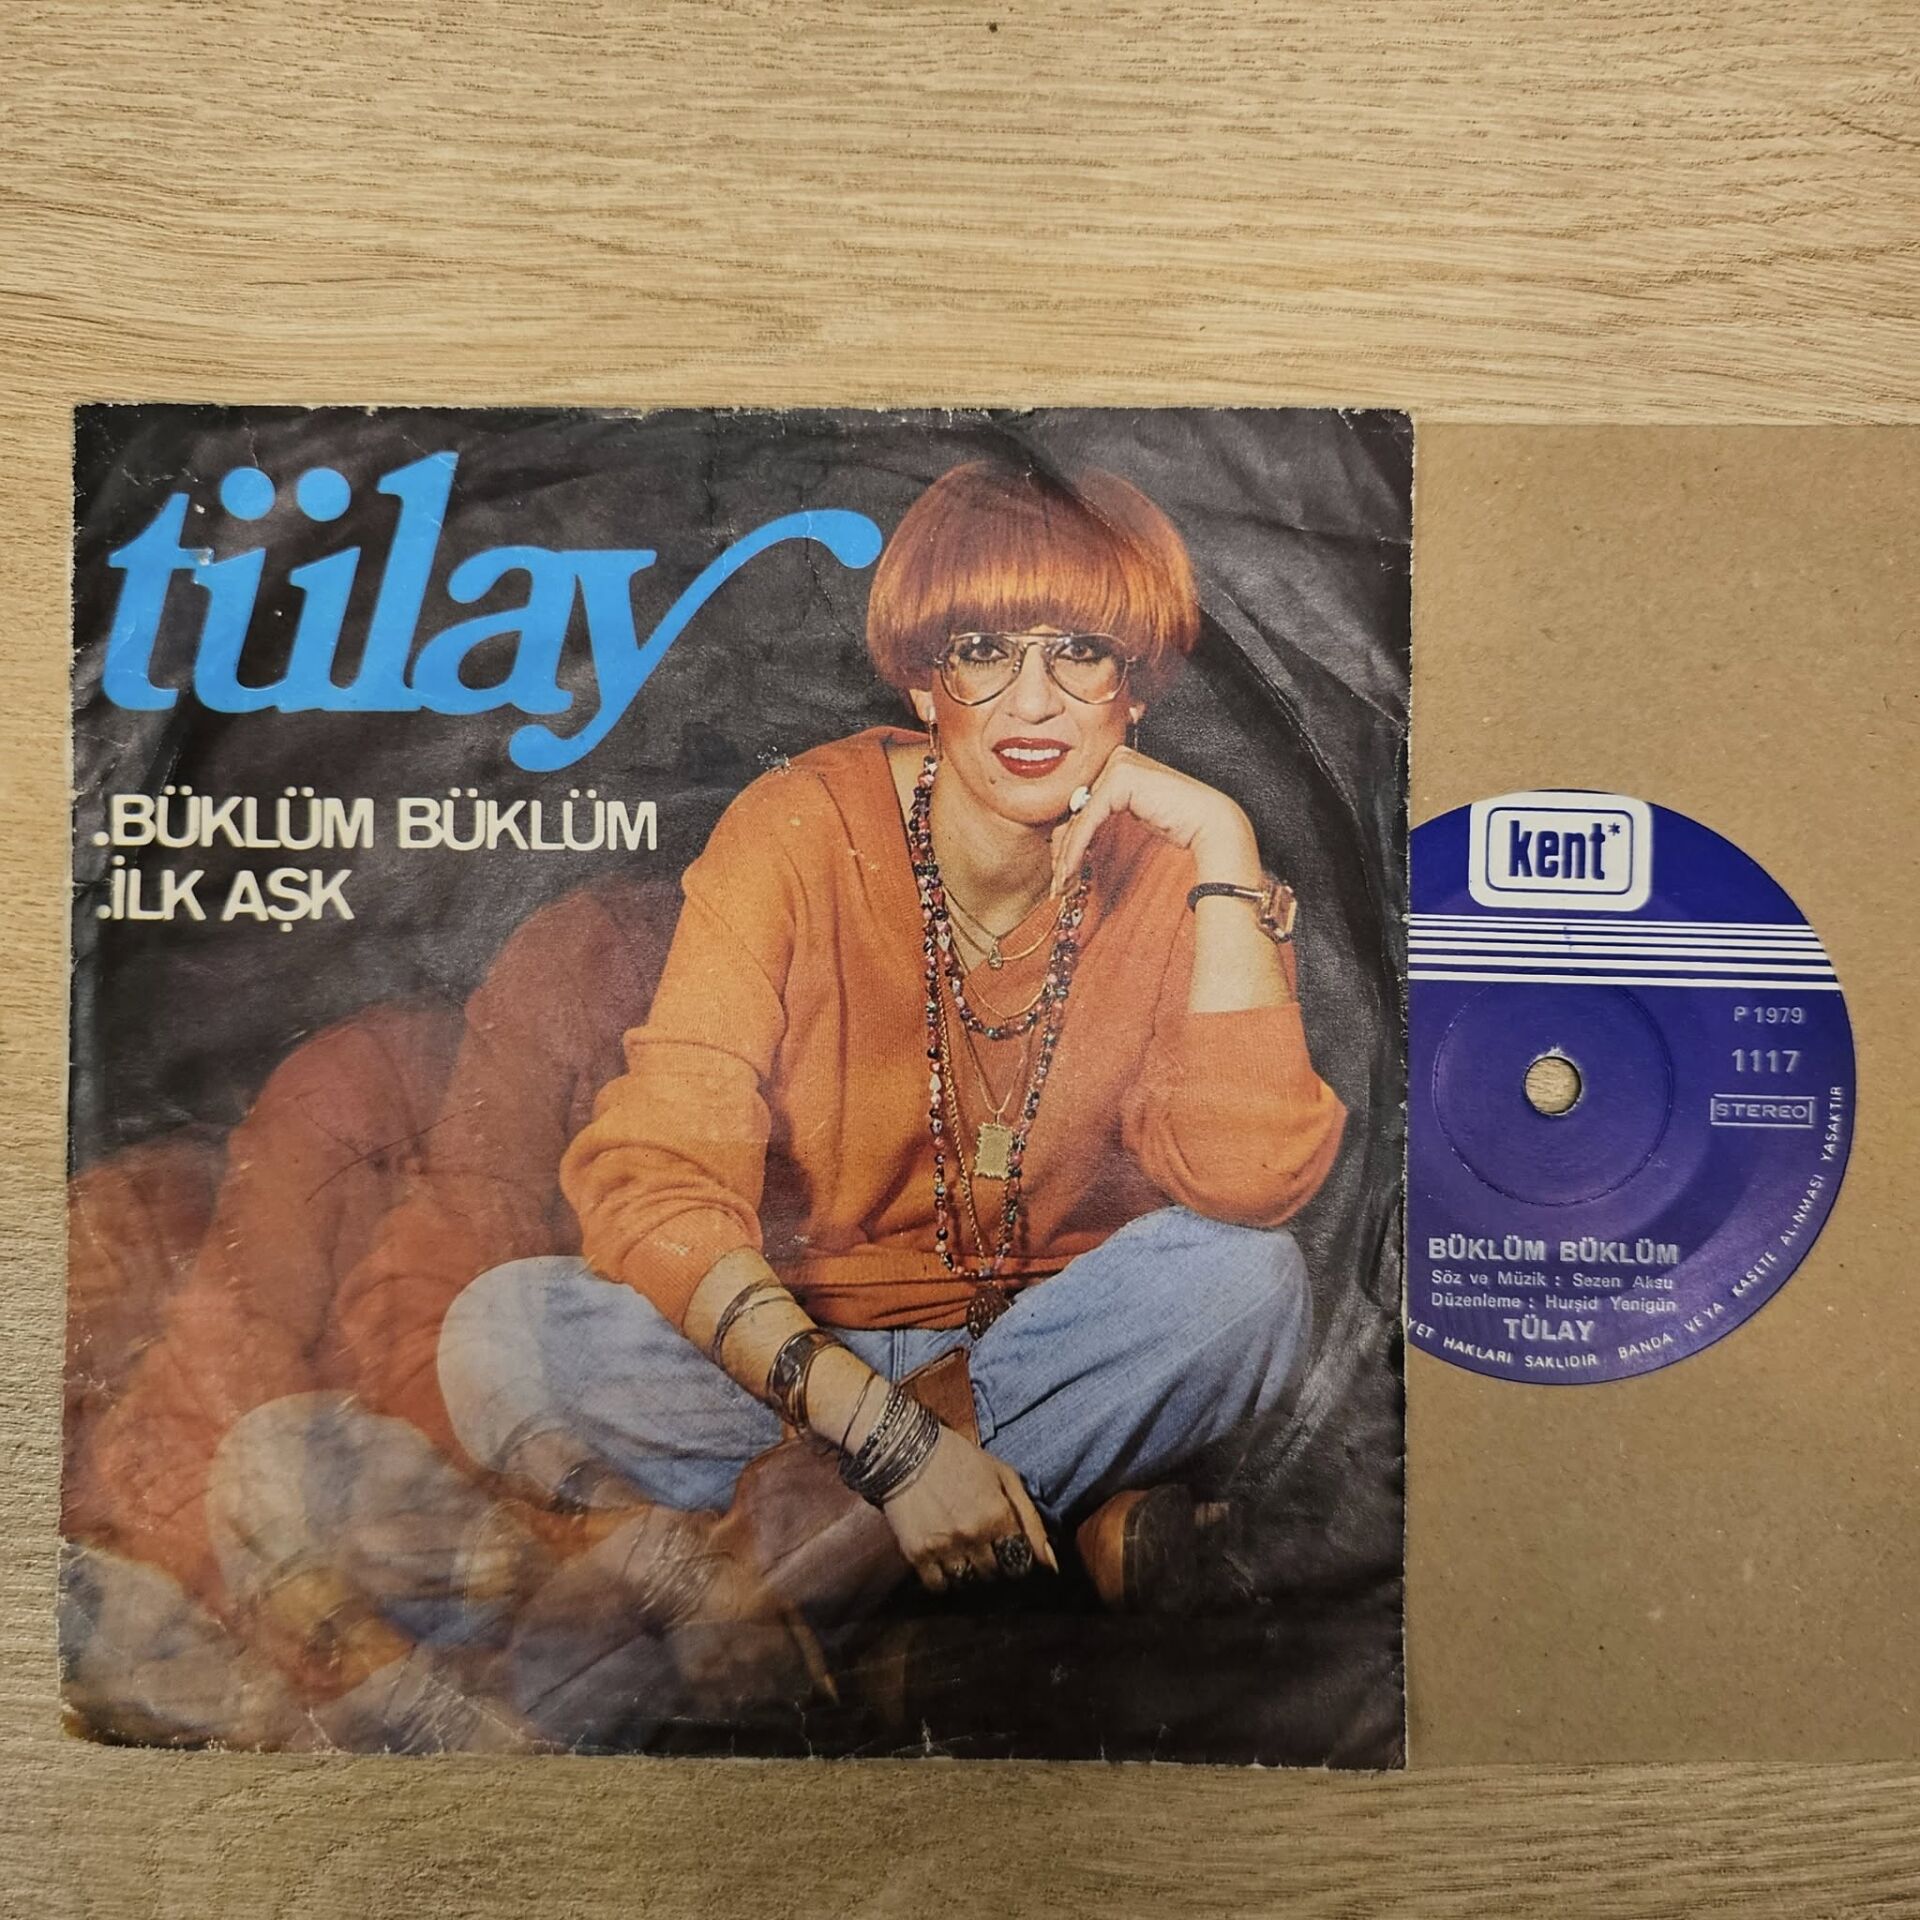 tülay
.BÜKLÜM BÜKLÜM
.İLK AŞK
kent*
P 1979
1117
STEREO
BÜKLÜM BÜKLÜM
Söz ve Müzik : Sezen Aksu
Düzenleme : Hurşid Yenigün
TÜLAY
HAKLARI SAKLIDIR. BANDA VEYA KASETE ALINMASI YASAKTIR